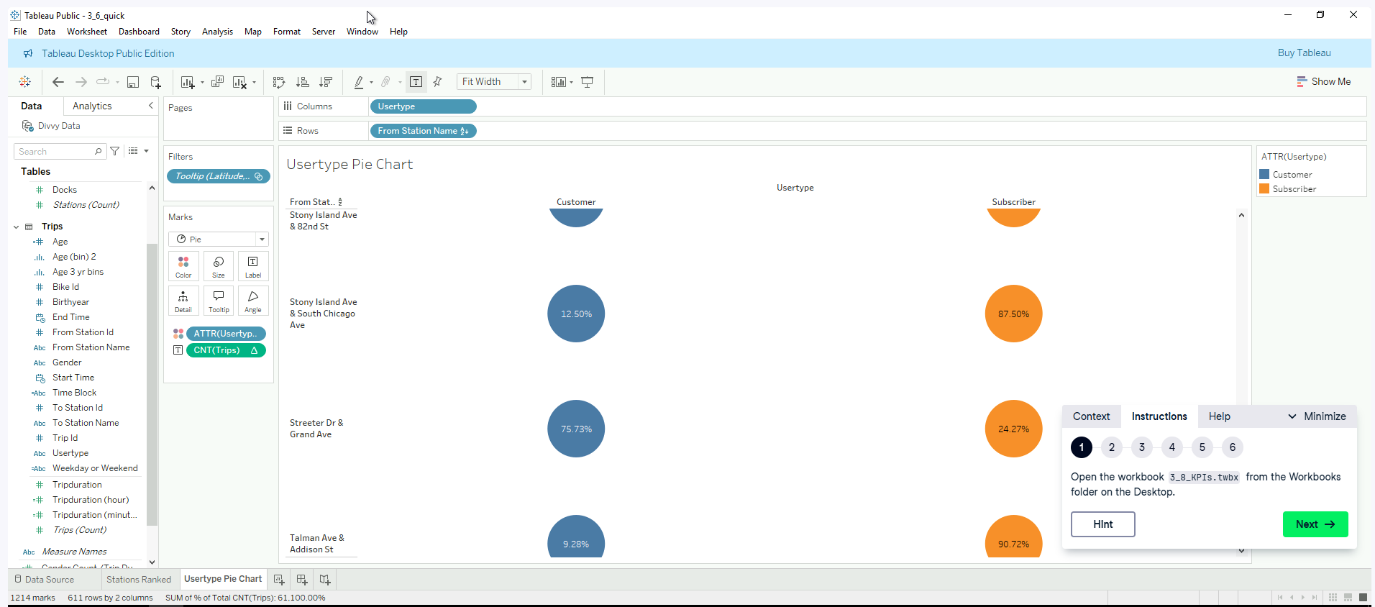 Tableau Public - 3_6_quick
File Data Worksheet Dashboard Story Analysis Map Format Server Window Help
Tableau Desktop Public Edition
Buy Tableau
Fit Width
Show Me
Data
Analytics
Divvy Data
Search
Tables
Docks
Stations (Count)
Trips
Age
Age (bin) 2
Age 3 yr bins
Bike Id
Birthyear
End Time
From Station Id
Abc From Station Name
Abc Gender
Start Time
Abc Time Block
To Station Id
Abc To Station Name
Trip Id
Abc Usertype
Abc Weekday or Weekend
Tripduration
Tripduration (hour)
Tripduration (minut...
Trips (Count)
Abc Measure Names
Pages
Filters
Tooltip (Latitude,..
Marks
Pie
Color Size Label
Detail Tooltip Angle
ATTR(Usertyp..
CNT(Trips)
Columns
Usertype
Rows
From Station Name
Usertype Pie Chart
Usertype
From Stat..
Customer
Subscriber
Stony Island Ave
& 82nd St
Stony Island Ave
& South Chicago
Ave
12.50%
87.50%
Streeter Dr &
Grand Ave
75.73%
24.27%
Talman Ave &
Addison St
9.28%
90.72%
ATTR(Usertype)
Customer
Subscriber
Context
Instructions
Help
Minimize
1 2 3 4 5 6
Open the workbook 3_8_KPIs.twbx from the Workbooks
folder on the Desktop.
Hint
Next →
Data Source
Stations Ranked
Usertype Pie Chart
1214 marks
611 rows by 2 columns
SUM of % of Total CNT(Trips): 61,100.00%